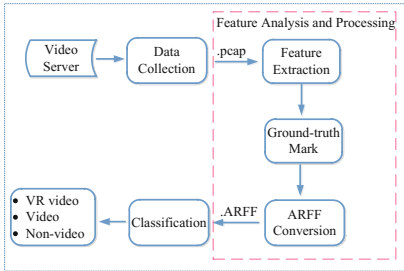 Feature Analysis and Processing
Video
Server
Data
Collection
.pcap
Feature
Extraction
Ground-truth
Mark
ARFF
Conversion
.ARFF
Classification
• VR video
• Video
• Non-video